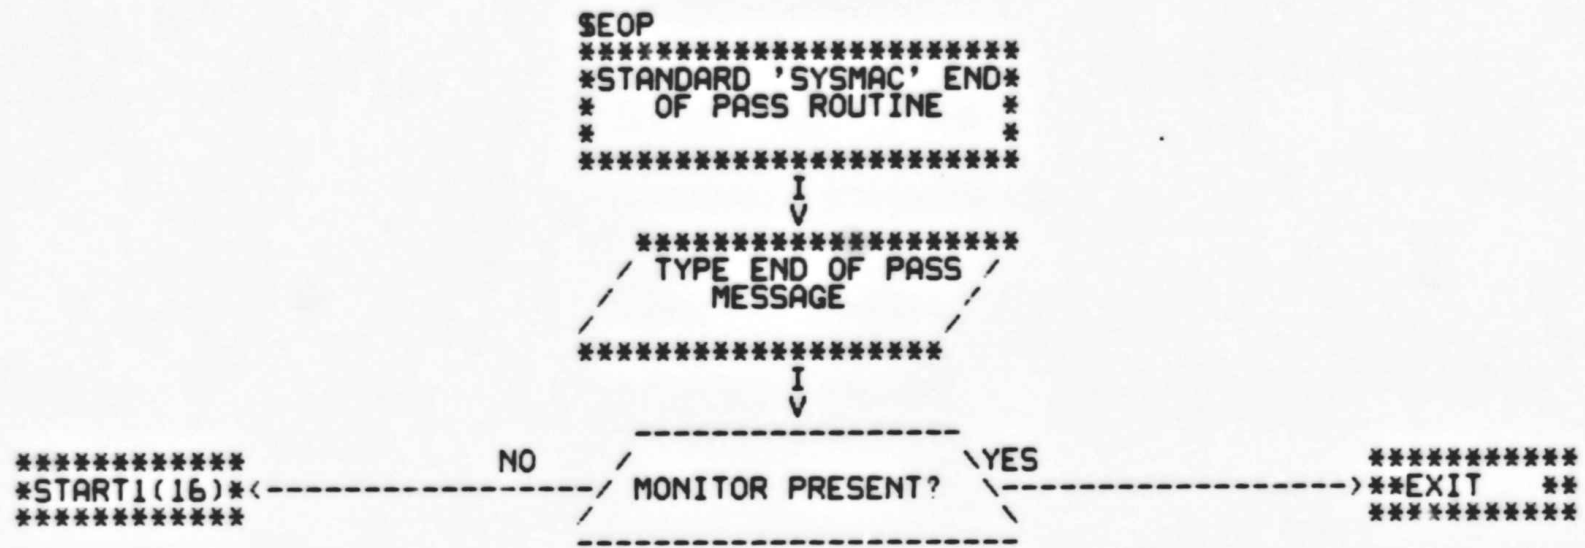 $EOP
***********************
*STANDARD 'SYSMAC' END*
*   OF PASS ROUTINE   *
*                     *
***********************
I
V
********************
/ TYPE END OF PASS /
/ MESSAGE /
/ /
*******************
I
V
-----------------
************ NO / \YES ***********
*START1(16)*<-----------------/ MONITOR PRESENT? \------------------>**EXIT   **
************ / \ ***********
-----------------------